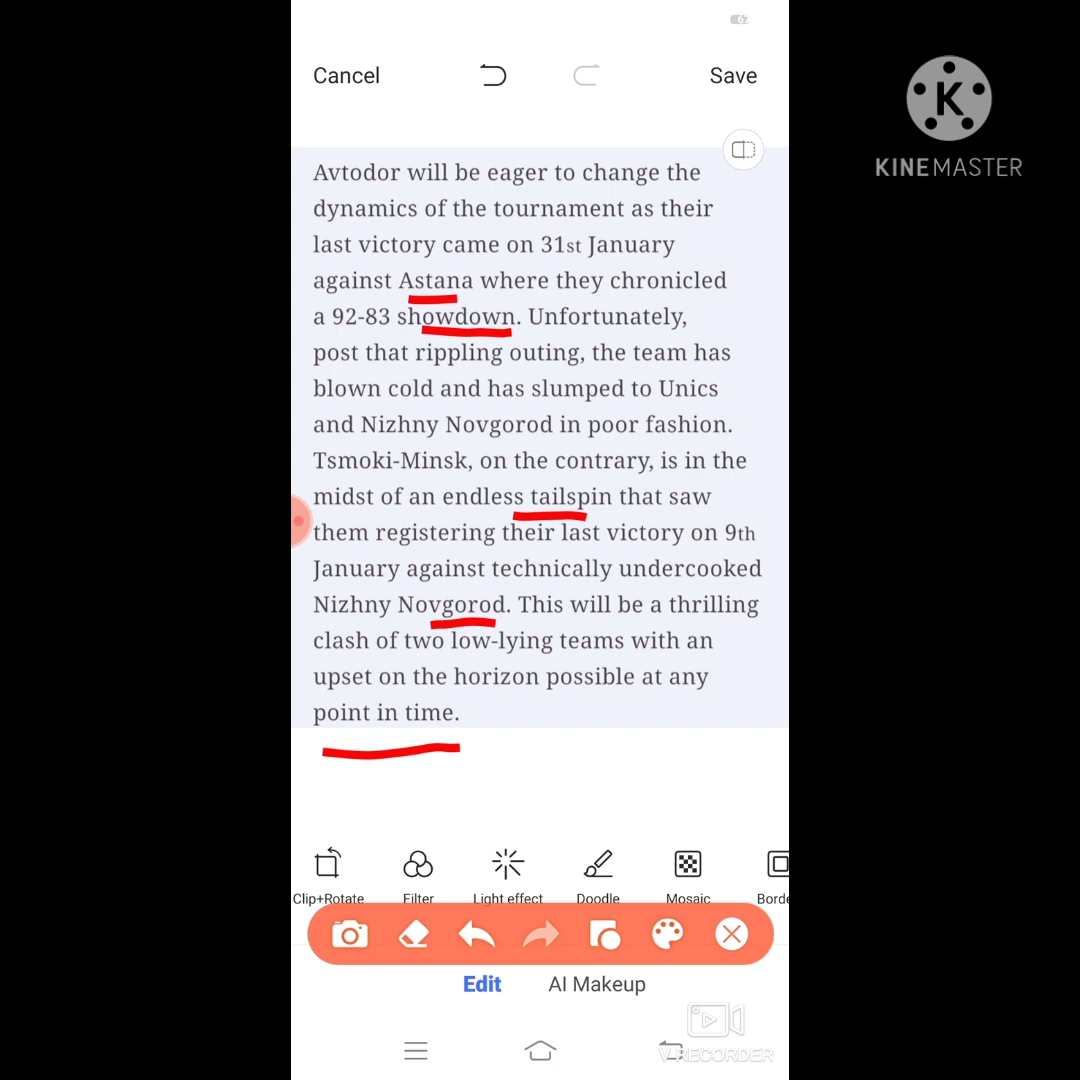 67
Cancel
Save
KINEMASTER
Avtodor will be eager to change the
dynamics of the tournament as their
last victory came on 31st January
against Astana where they chronicled
a 92-83 showdown. Unfortunately,
post that rippling outing, the team has
blown cold and has slumped to Unics
and Nizhny Novgorod in poor fashion.
Tsmoki-Minsk, on the contrary, is in the
midst of an endless tailspin that saw
them registering their last victory on 9th
January against technically undercooked
Nizhny Novgorod. This will be a thrilling
clash of two low-lying teams with an
upset on the horizon possible at any
point in time.
Clip+Rotate Filter Light effect Doodle Mosaic Borde
Edit AI Makeup
V RECORDER